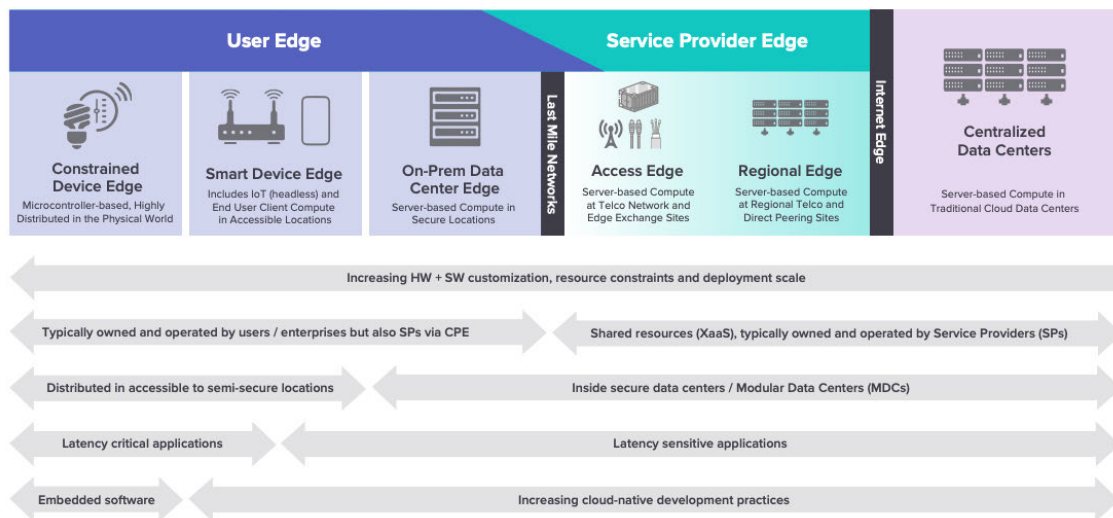 User Edge
Service Provider Edge
Constrained
Device Edge
Microcontroller-based, Highly
Distributed in the Physical World
Smart Device Edge
Includes IoT (headless) and
End User Client Compute
in Accessible Locations
On-Prem Data
Center Edge
Server-based Compute in
Secure Locations
Last Mile Networks
Access Edge
Server-based Compute
at Telco Network and
Edge Exchange Sites
Regional Edge
Server-based Compute
at Regional Telco and
Direct Peering Sites
Internet Edge
Centralized
Data Centers
Server-based Compute in
Traditional Cloud Data Centers
Increasing HW + SW customization, resource constraints and deployment scale
Typically owned and operated by users / enterprises but also SPs via CPE
Shared resources (XaaS), typically owned and operated by Service Providers (SPs)
Distributed in accessible to semi-secure locations
Inside secure data centers / Modular Data Centers (MDCs)
Latency critical applications
Latency sensitive applications
Embedded software
Increasing cloud-native development practices